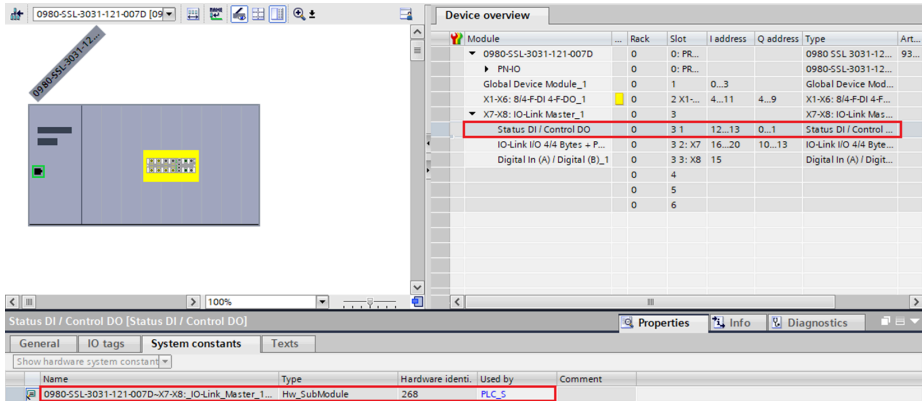 0980-SSL-3031-121-007D [09
Device overview
Module ... Rack Slot I address Q address Type Art...
0980-SSL-3031-121-007D 0 0: PR... 0980 SSL 3031-12... 93...
PN-IO 0 0: PR... 0980-SSL-3031-12...
Global Device Module_1 0 1 0...3 Global Device Mod...
X1-X6: 8/4-F-DI 4-F-DO_1 0 2 X1-... 4...11 4...9 X1-X6: 8/4-F-DI 4-F...
X7-X8: IO-Link Master_1 0 3 X7-X8: IO-Link Mas...
Status DI / Control DO 0 3 1 12...13 0...1 Status DI / Control ...
IO-Link I/O 4/4 Bytes + P... 0 3 2: X7 16...20 10...13 IO-Link I/O 4/4 Byte...
Digital In (A) / Digital (B)_1 0 3 3: X8 15 Digital In (A) / Digit...
0 4
0 5
0 6
0980-SSL-3031-12...
100%
Status DI / Control DO [Status DI / Control DO]
Properties Info Diagnostics
General IO tags System constants Texts
Show hardware system constant
Name Type Hardware identi. Used by Comment
0980-SSL-3031-121-007D~X7-X8:_IO-Link_Master_1... Hw_SubModule 268 PLC_S